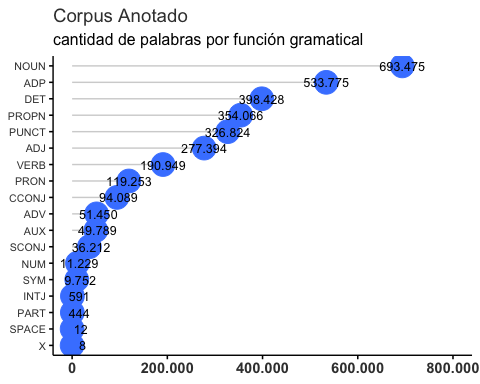 Corpus Anotado
cantidad de palabras por función gramatical
NOUN 693.475
ADP 533.775
DET 398.428
PROPN 354.066
PUNCT 326.824
ADJ 277.394
VERB 190.949
PRON 119.253
CCONJ 94.089
ADV 51.450
AUX 49.789
SCONJ 36.212
NUM 11.229
SYM 9.752
INTJ 591
PART 444
SPACE 12
X 8
0 200.000 400.000 600.000 800.000